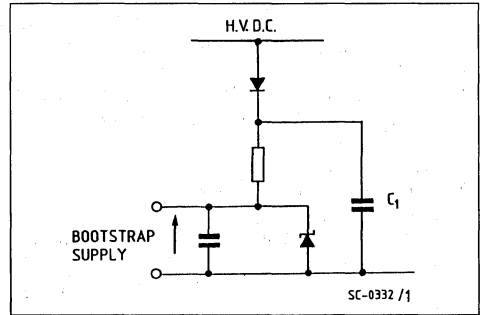 H.V. D.C.
C₁
BOOTSTRAP
SUPPLY
SC-0332 /1